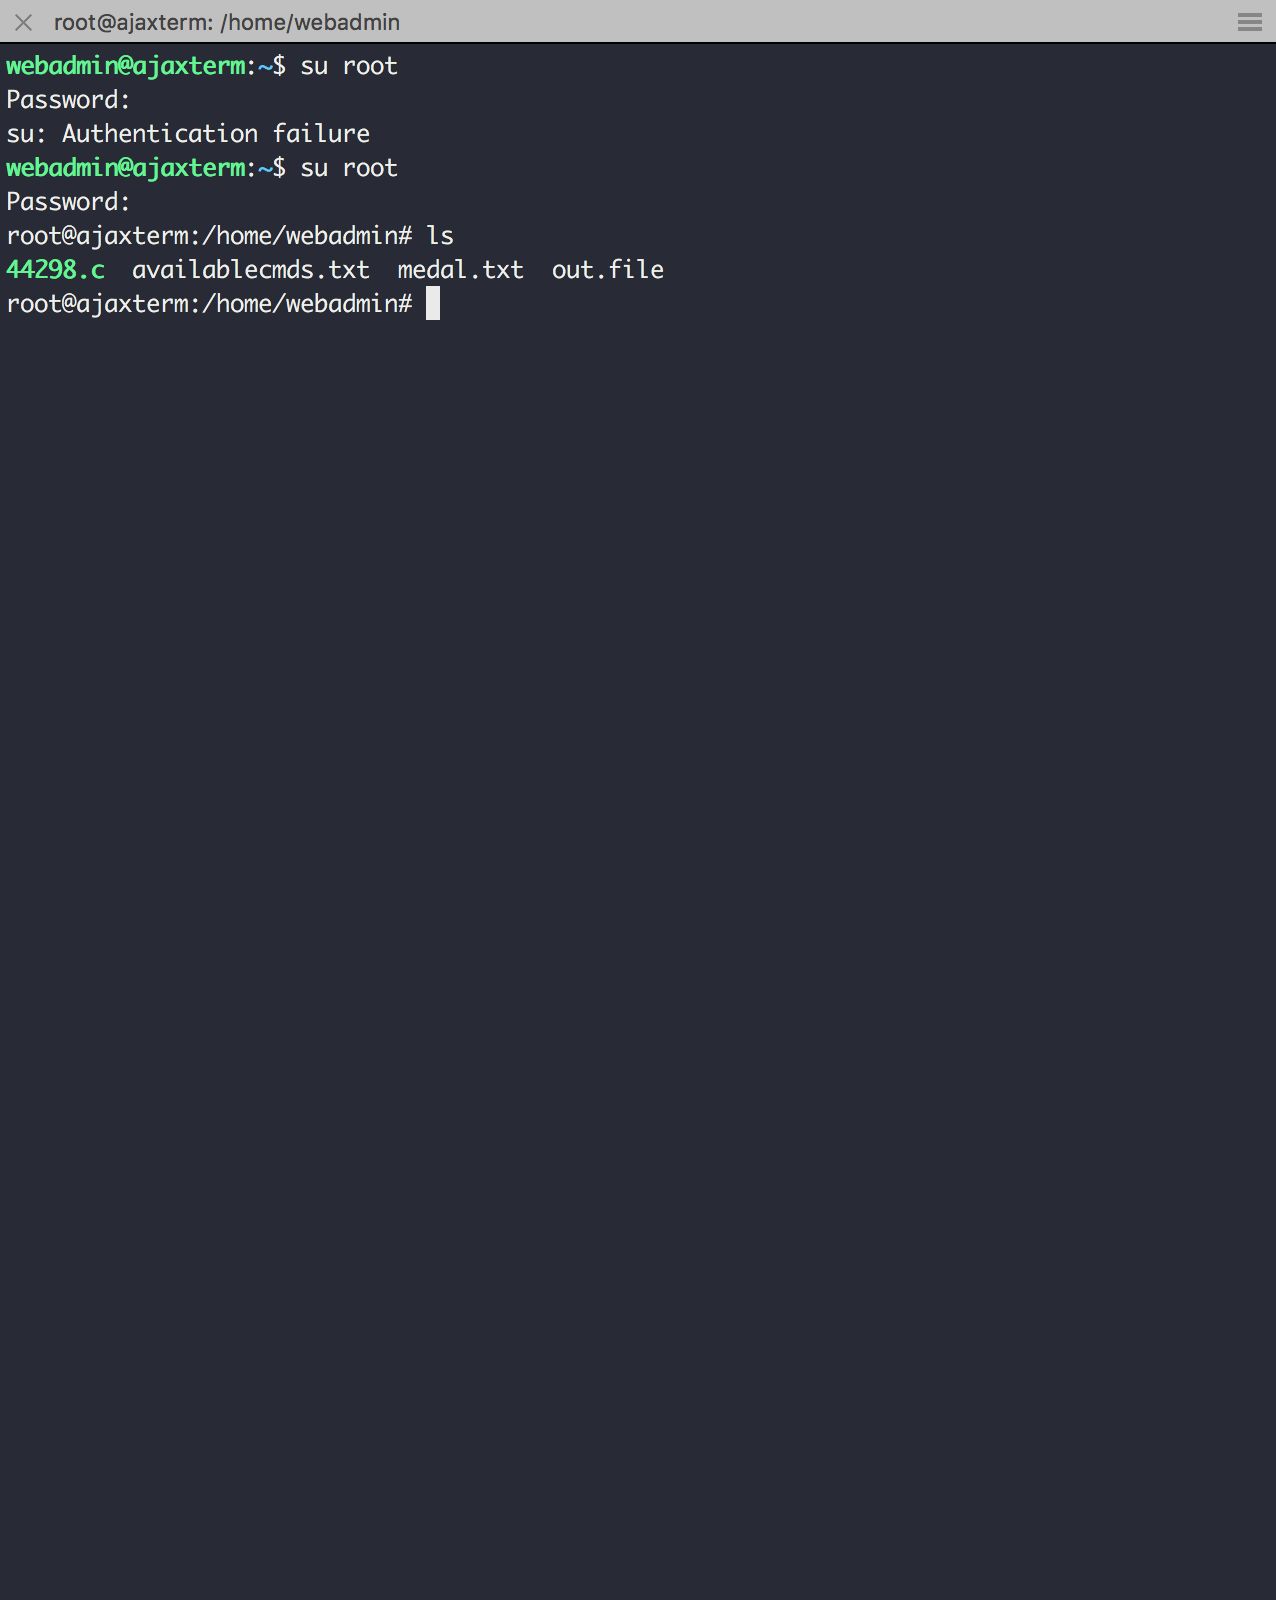 root@ajaxterm: /home/webadmin
webadmin@ajaxterm:~$ su root
Password:
su: Authentication failure
webadmin@ajaxterm:~$ su root
Password:
root@ajaxterm:/home/webadmin# ls
44298.c  availablecmds.txt  medal.txt  out.file
root@ajaxterm:/home/webadmin#